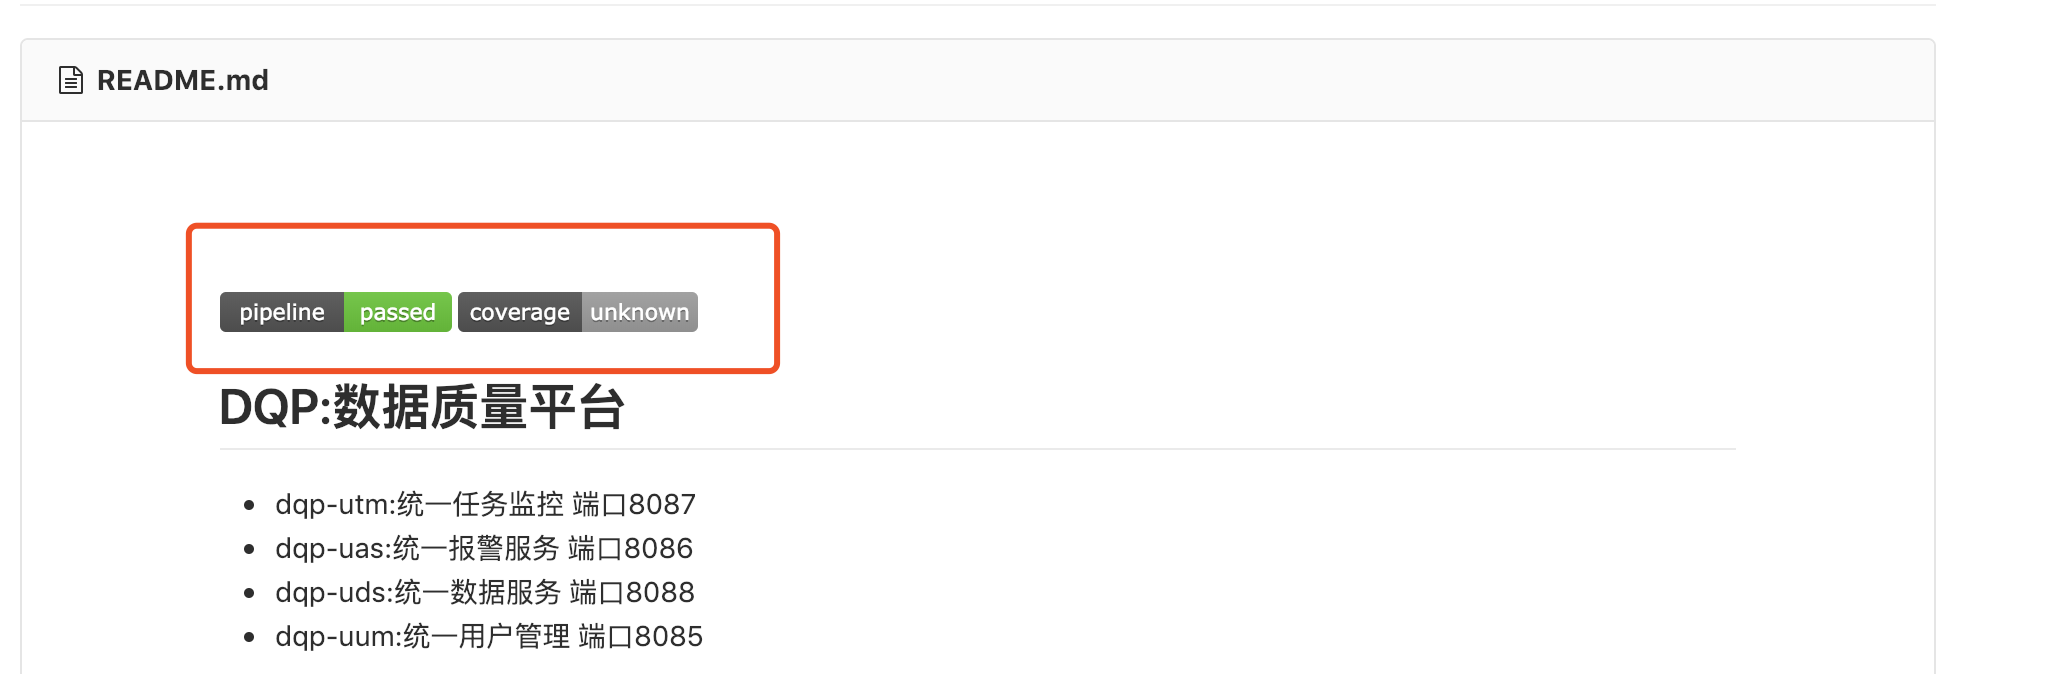 README.md
pipeline passed coverage unknown
DQP:数据质量平台
dqp-utm:统一任务监控 端口8087
dqp-uas:统一报警服务 端口8086
dqp-uds:统一数据服务 端口8088
dqp-uum:统一用户管理 端口8085